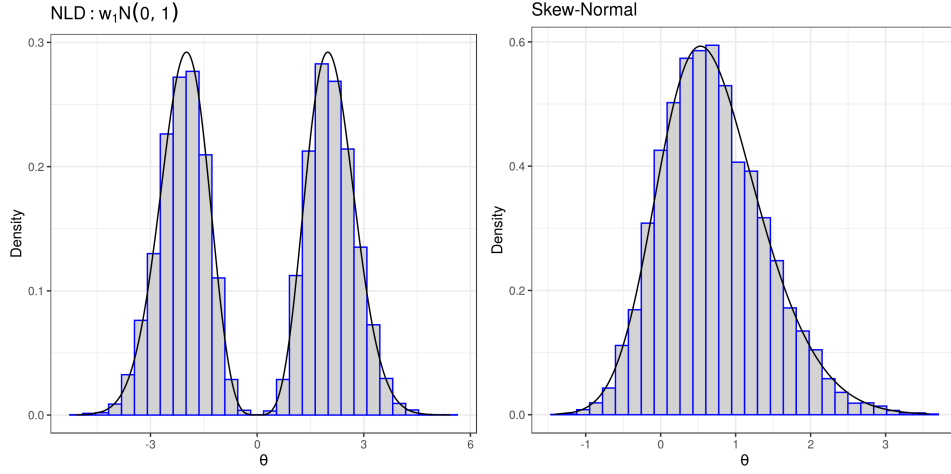 NLD : w₁N(0, 1)
Density
0.3
0.2
0.1
0.0
-3
0
3
6
θ
Skew-Normal
Density
0.6
0.4
0.2
0.0
-1
0
1
2
3
θ